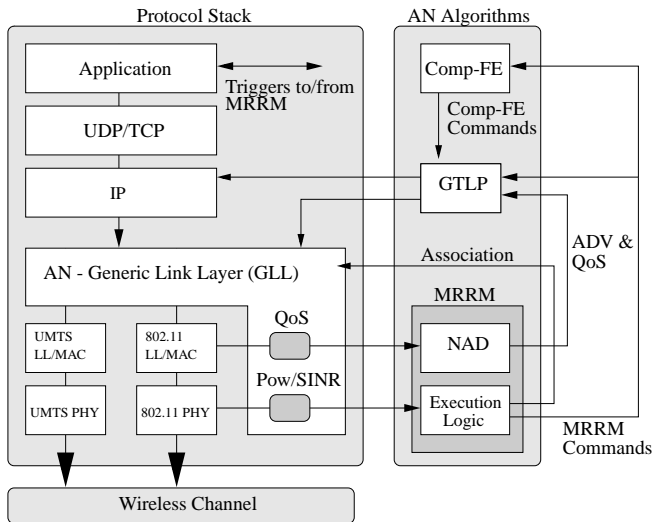 Protocol Stack
AN Algorithms
Application
Triggers to/from
MRRM
Comp-FE
Comp-FE
Commands
UDP/TCP
IP
GTLP
ADV &
QoS
AN - Generic Link Layer (GLL)
Association
MRRM
UMTS
LL/MAC
802.11
LL/MAC
QoS
NAD
UMTS PHY
802.11 PHY
Pow/SINR
Execution
Logic
MRRM
Commands
Wireless Channel